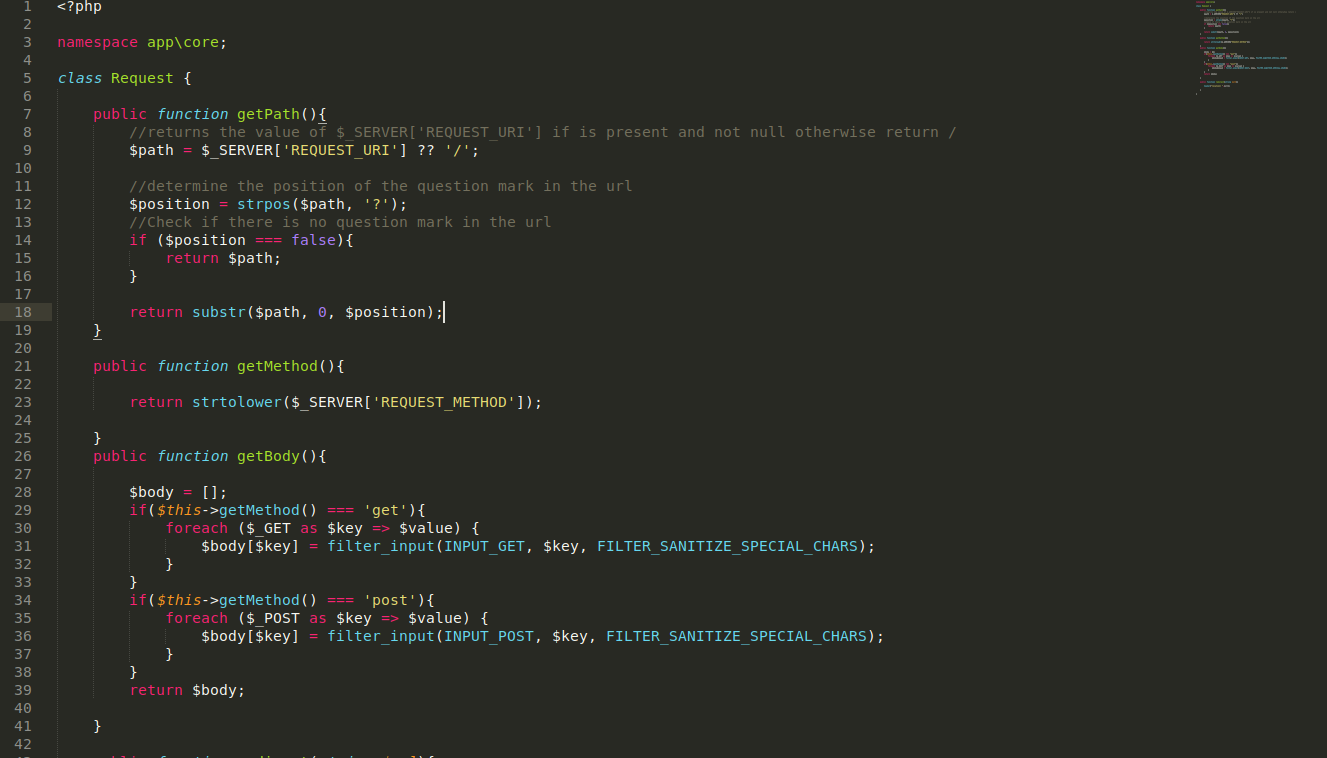 1 <?php
2
3 namespace app\core;
4
5 class Request {
6
7     public function getPath(){
8         //returns the value of $_SERVER['REQUEST_URI'] if is present and not null otherwise return /
9         $path = $_SERVER['REQUEST_URI'] ?? '/';
10
11         //determine the position of the question mark in the url
12         $position = strpos($path, '?');
13         //Check if there is no question mark in the url
14         if ($position === false){
15             return $path;
16         }
17
18         return substr($path, 0, $position);
19     }
20
21     public function getMethod(){
22
23         return strtolower($_SERVER['REQUEST_METHOD']);
24
25     }
26     public function getBody(){
27
28         $body = [];
29         if($this->getMethod() === 'get'){
30             foreach ($_GET as $key => $value) {
31                 $body[$key] = filter_input(INPUT_GET, $key, FILTER_SANITIZE_SPECIAL_CHARS);
32             }
33         }
34         if($this->getMethod() === 'post'){
35             foreach ($_POST as $key => $value) {
36                 $body[$key] = filter_input(INPUT_POST, $key, FILTER_SANITIZE_SPECIAL_CHARS);
37             }
38         }
39         return $body;
40
41     }
42